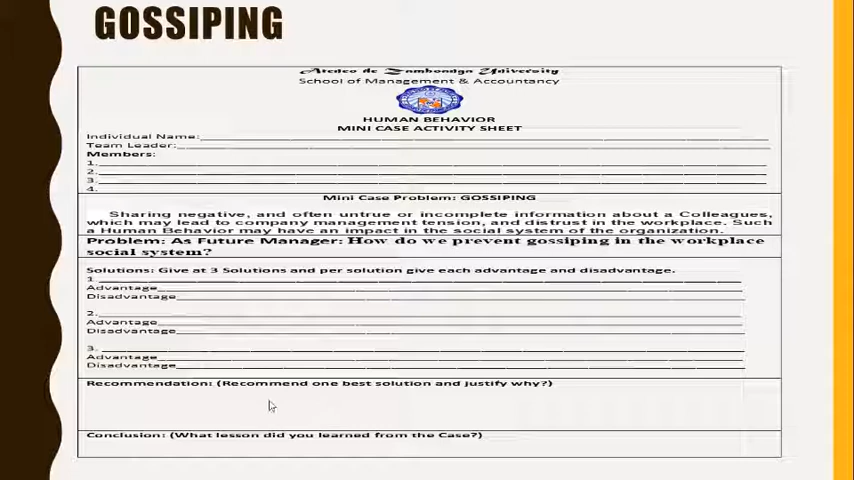 GOSSIPING
Ateneo de Zamboanga University
School of Management & Accountancy
HUMAN BEHAVIOR
MINI CASE ACTIVITY SHEET
Individual Name:
Team Leader:
Members:
1.
2.
3.
4.
Mini Case Problem: GOSSIPING
Sharing negative, and often untrue or incomplete information about a Colleagues,
which may lead to company management tension, and distrust in the workplace. Such
a Human Behavior may have an impact in the social system of the organization.
Problem: As Future Manager: How do we prevent gossiping in the workplace
social system?
Solutions: Give at 3 Solutions and per solution give each advantage and disadvantage.
1
Advantage
Disadvantage
2.
Advantage
Disadvantage
3.
Advantage
Disadvantage
Recommendation: (Recommend one best solution and justify why?)
Conclusion: (What lesson did you learned from the Case?)